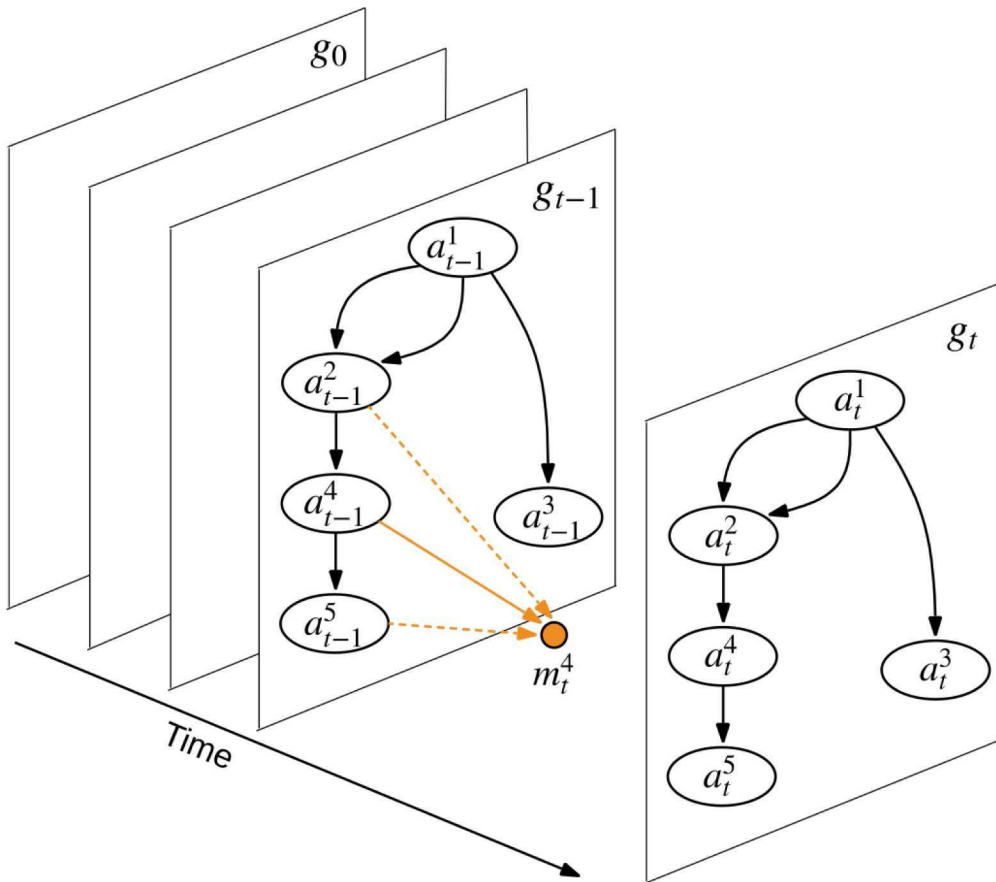 g₀
gₜ₋₁
a¹ₜ₋₁
a²ₜ₋₁
a⁴ₜ₋₁
a³ₜ₋₁
a⁵ₜ₋₁
m⁴ₜ
Time
gₜ
a¹ₜ
a²ₜ
a⁴ₜ
a³ₜ
a⁵ₜ